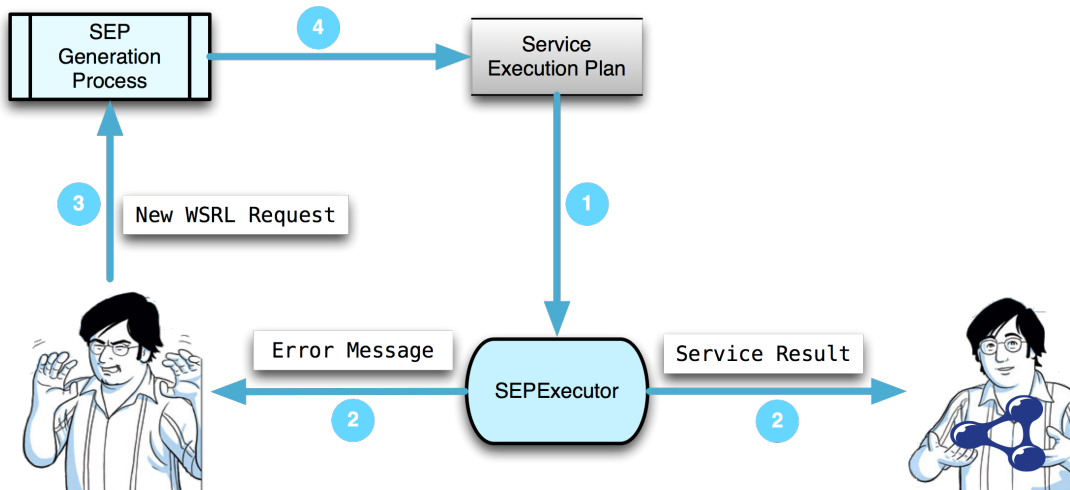 SEP
Generation
Process
4
Service
Execution Plan
3
New WSRL Request
1
Error Message
Service Result
SEPExecutor
2
2